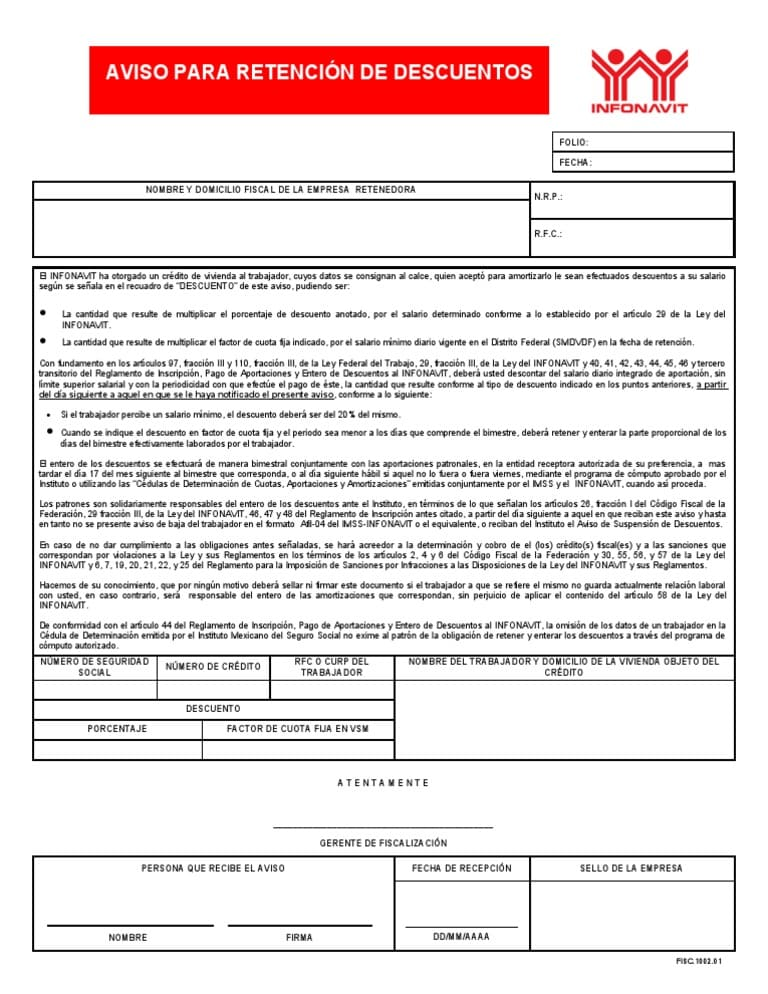 AVISO PARA RETENCIÓN DE DESCUENTOS
INFONAVIT
FOLIO:
FECHA:
NOMBRE Y DOMICILIO FISCAL DE LA EMPRESA RETENEDORA
N.R.P.:
R.F.C.:
El INFONAVIT ha otorgado un crédito de vivienda al trabajador, cuyos datos se consignan al calce, quien aceptó para amortizarlo le sean efectuados descuentos a su salario
según se señala en el recuadro de “DESCUENTO” de este aviso, pudiendo ser:
● La cantidad que resulte de multiplicar el porcentaje de descuento anotado, por el salario determinado conforme a lo establecido por el artículo 29 de la Ley del
INFONAVIT.
● La cantidad que resulte de multiplicar el factor de cuota fija indicado, por el salario mínimo diario vigente en el Distrito Federal (SMDVDF) en la fecha de retención.
Con fundamento en los artículos 97, fracción III y 110, fracción III, de la Ley Federal del Trabajo, 29, fracción III, de la Ley del INFONAVIT y 40, 41, 42, 43, 44, 45, 46 y tercero
transitorio del Reglamento de Inscripción, Pago de Aportaciones y Entero de Descuentos al INFONAVIT, deberá usted descontar del salario diario integrado de aportación, sin
límite superior salarial y con la periodicidad con que efectúe el pago de éste, la cantidad que resulte conforme al tipo de descuento indicado en los puntos anteriores, a partir
del día siguiente a aquel en que se le haya notificado el presente aviso, conforme a lo siguiente:
• Si el trabajador percibe un salario mínimo, el descuento deberá ser del 20% del mismo.
● Cuando se indique el descuento en factor de cuota fija y el periodo sea menor a los días que comprende el bimestre, deberá retener y enterar la parte proporcional de los
días del bimestre efectivamente laborados por el trabajador.
El entero de los descuentos se efectuará de manera bimestral conjuntamente con las aportaciones patronales, en la entidad receptora autorizada de su preferencia, a mas
tardar el día 17 del mes siguiente al bimestre que corresponda, o al día siguiente hábil si aquel no lo fuera o fuera viernes, mediante el programa de cómputo aprobado por el
Instituto o utilizando las “Cédulas de Determinación de Cuotas, Aportaciones y Amortizaciones” emitidas conjuntamente por el IMSS y el INFONAVIT, cuando así proceda.
Los patrones son solidariamente responsables del entero de los descuentos ante el Instituto, en términos de lo que señalan los artículos 26, fracción I del Código Fiscal de la
Federación, 29 fracción III, de la Ley del INFONAVIT, 46, 47 y 48 del Reglamento de Inscripción antes citado, a partir del día siguiente a aquel en que reciban este aviso y hasta
en tanto no se presente aviso de baja del trabajador en el formato Afil-04 del IMSS-INFONAVIT o el equivalente, o reciban del Instituto el Aviso de Suspensión de Descuentos.
En caso de no dar cumplimiento a las obligaciones antes señaladas, se hará acreedor a la determinación y cobro de el (los) crédito(s) fiscal(es) y a las sanciones que
correspondan por violaciones a la Ley y sus Reglamentos en los términos de los artículos 2, 4 y 6 del Código Fiscal de la Federación y 30, 55, 56, y 57 de la Ley del
INFONAVIT y 6, 7, 19, 20, 21, 22, y 25 del Reglamento para la Imposición de Sanciones por Infracciones a las Disposiciones de la Ley del INFONAVIT y sus Reglamentos.
Hacemos de su conocimiento, que por ningún motivo deberá sellar ni firmar este documento si el trabajador a que se refiere el mismo no guarda actualmente relación laboral
con usted, en caso contrario, será responsable del entero de las amortizaciones que correspondan, sin perjuicio de aplicar el contenido del artículo 58 de la Ley del
INFONAVIT.
De conformidad con el artículo 44 del Reglamento de Inscripción, Pago de Aportaciones y Entero de Descuentos al INFONAVIT, la omisión de los datos de un trabajador en la
Cédula de Determinación emitida por el Instituto Mexicano del Seguro Social no exime al patrón de la obligación de retener y enterar los descuentos a través del programa de
cómputo autorizado.
NÚMERO DE SEGURIDAD
SOCIAL
NÚMERO DE CRÉDITO
RFC O CURP DEL
TRABAJADOR
NOMBRE DEL TRABAJADOR Y DOMICILIO DE LA VIVIENDA OBJETO DEL
CRÉDITO
DESCUENTO
PORCENTAJE
FACTOR DE CUOTA FIJA EN VSM
A T E N T A M E N T E
GERENTE DE FISCALIZACIÓN
PERSONA QUE RECIBE EL AVISO
FECHA DE RECEPCIÓN
SELLO DE LA EMPRESA
NOMBRE
FIRMA
DD/MM/AAAA
FISC.1002.01